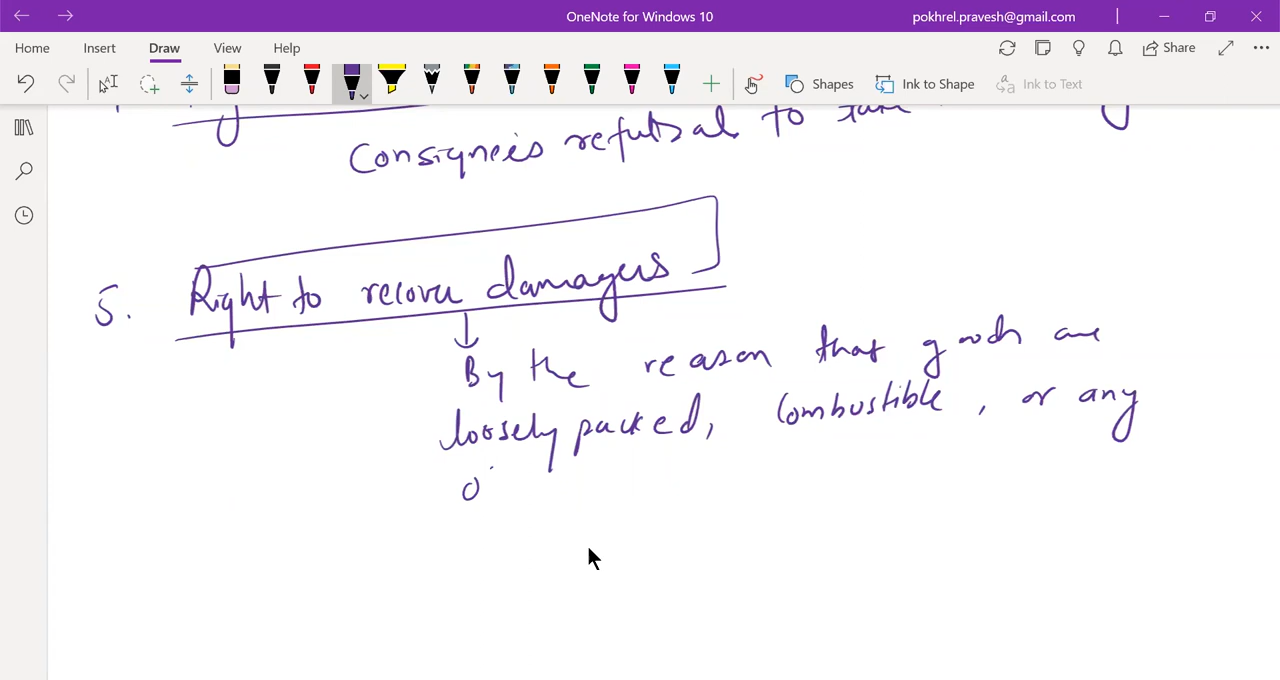 OneNote for Windows 10
pokhrel.pravesh@gmail.com
Home Insert Draw View Help
Share
Shapes Ink to Shape Ink to Text
Consignee's refutsal to
5. Right to recover damagers
By the reason that goods are
loosely packed, combustible, or any
o